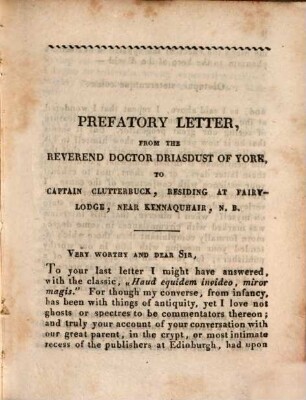 PREFATORY LETTER,
FROM THE
REVEREND DOCTOR DRIASDUST OF YORK,
TO
CAPTAIN CLUTTERBUCK, RESIDING AT FAIRY-
LODGE, NEAR KENNAQUHAIR, N. B.
VERY WORTHY AND DEAR SIR,
To your last letter I might have answered,
with the classic, „Haud equidem invideo, miror
magis.” For though my converse, from infancy,
has been with things of antiquity, yet I love not
ghosts or spectres to be commentators thereon;
and truly your account of your conversation with
our great parent, in the crypt, or most intimate
recess of the publishers at Edinburgh, had upon